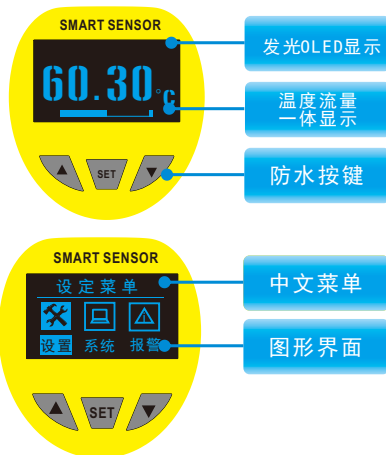 SMART SENSOR
发光OLED显示
60.30℃
温度流量
一体显示
SET
防水按键
SMART SENSOR
设定菜单
中文菜单
设置 系统 报警
图形界面
SET